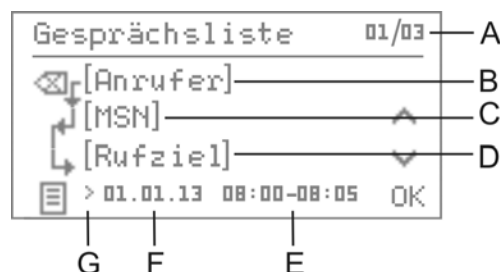 Gesprächsliste 01/03 A
[Anrufer] B
[MSN] C
[Rufziel] D
> 01.01.13 08:00-08:05 OK
G F E